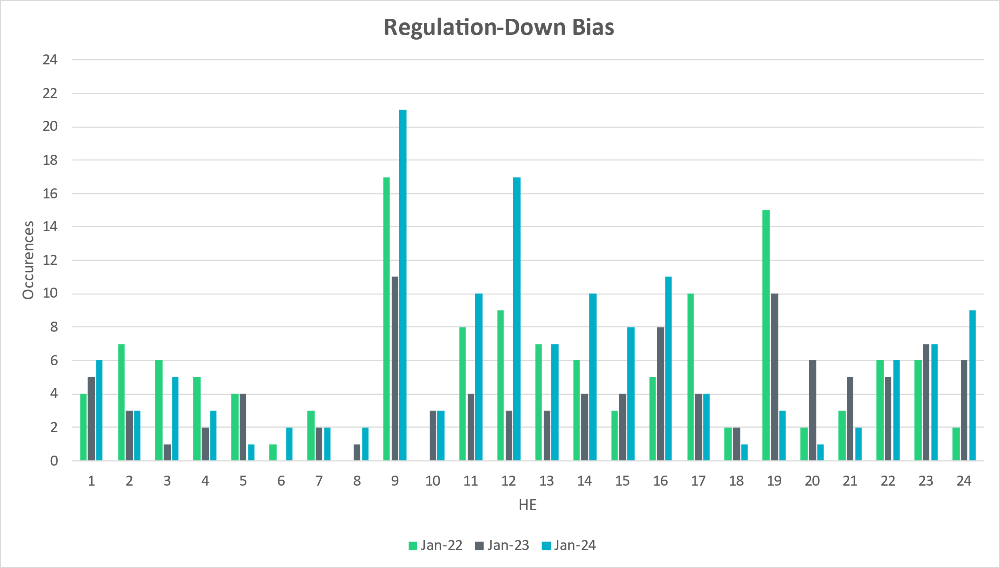 Regulation-Down Bias
24
22
20
18
16
14
12
10
8
6
4
2
0
Occurences
1 2 3 4 5 6 7 8 9 10 11 12 13 14 15 16 17 18 19 20 21 22 23 24
HE
Jan-22 Jan-23 Jan-24